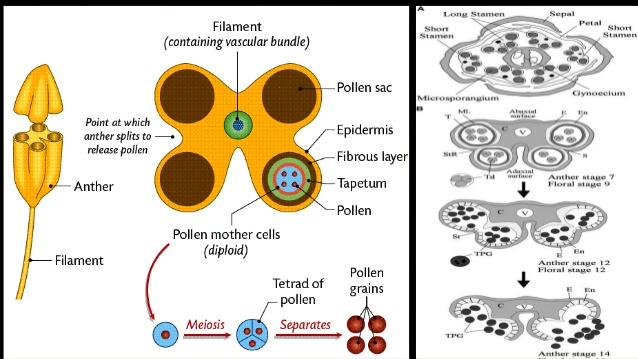 Filament
(containing vascular bundle)
Pollen sac
Point at which
anther splits to
release pollen
Epidermis
Fibrous layer
Tapetum
Pollen
Anther
Filament
Pollen mother cells
(diploid)
Meiosis
Tetrad of
pollen
Separates
Pollen
grains
A
Long Stamen
Sepal
Petal
Short
Stamen
Short
Stamen
Microsporangium
Gynoecium
B
T
ML
Abaxial
surface
E
En
C
V
StR
S
Td
Adaxial
surface
Anther stage 7
Floral stage 9
C
V
St
TPG
E
En
Anther stage 12
Floral stage 12
E
En
C
V
TPG
Anther stage 14